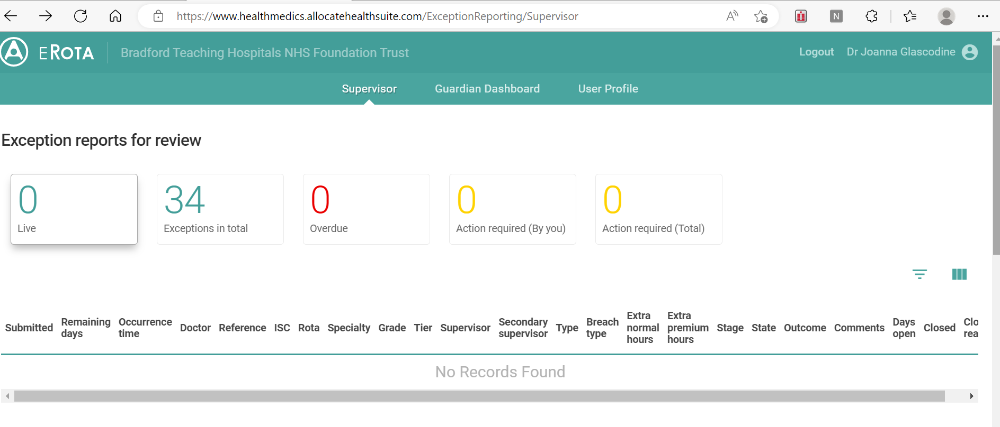 https://www.healthmedics.allocatehealthsuite.com/ExceptionReporting/Supervisor
A
N
EROTA
Bradford Teaching Hospitals NHS Foundation Trust
Logout
Dr Joanna Glascodine
Supervisor
Guardian Dashboard
User Profile
Exception reports for review
0
Live
34
Exceptions in total
0
Overdue
0
Action required (By you)
0
Action required (Total)
Submitted
Remaining
days
Occurrence
time
Doctor
Reference
ISC
Rota
Specialty
Grade
Tier
Supervisor
Secondary
supervisor
Type
Breach
type
Extra
normal
hours
Extra
premium
hours
Stage
State
Outcome
Comments
Days
open
Closed
Clo
rea
No Records Found